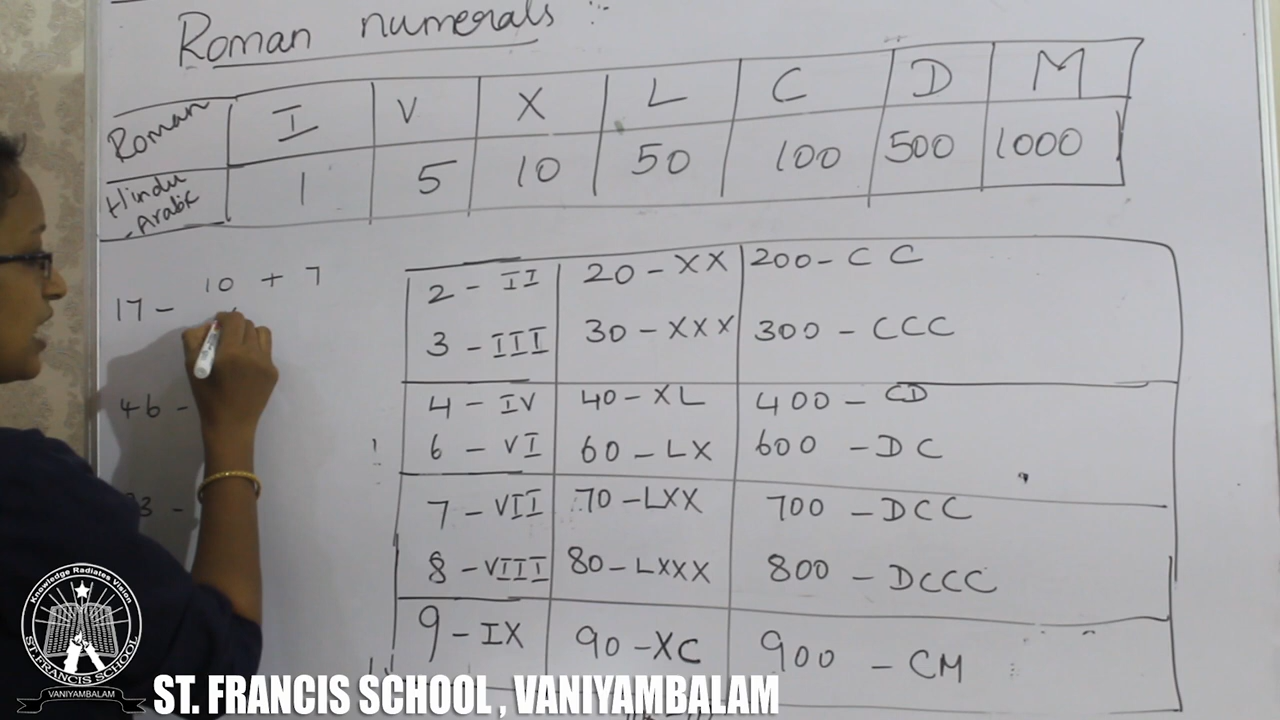 Roman numerals :-
Roman I V X L C D M
Hindu Arabic 1 5 10 50 100 500 1000
17 - 10 + 7
46 -
3 -
2 - II 20 - XX 200 - CC
3 - III 30 - XXX 300 - CCC
4 - IV 40 - XL 400 - CD
6 - VI 60 - LX 600 - DC
7 - VII 70 - LXX 700 - DCC
8 - VIII 80 - LXXX 800 - DCCC
9 - IX 90 - XC 900 - CM
Knowledge Radiates Vision
ST. FRANCIS SCHOOL
VANIYAMBALAM
ST. FRANCIS SCHOOL , VANIYAMBALAM